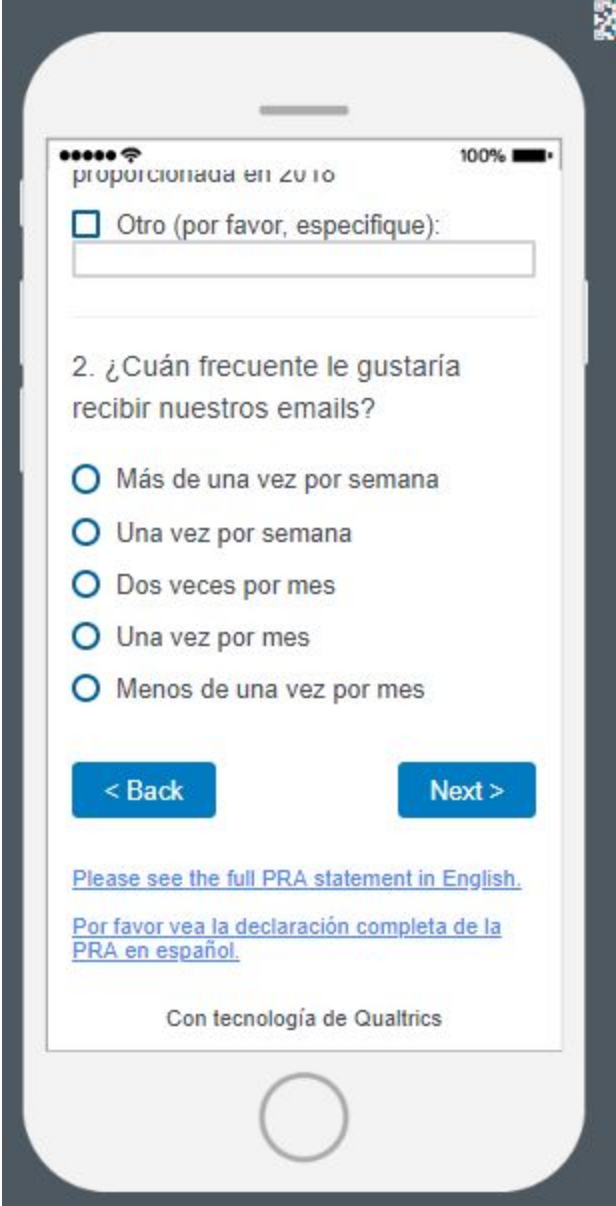 100%
proporcionada en 2018
Otro (por favor, especifique):
2. ¿Cuán frecuente le gustaría
recibir nuestros emails?
Más de una vez por semana
Una vez por semana
Dos veces por mes
Una vez por mes
Menos de una vez por mes
< Back
Next >
Please see the full PRA statement in English.
Por favor vea la declaración completa de la
PRA en español.
Con tecnología de Qualtrics